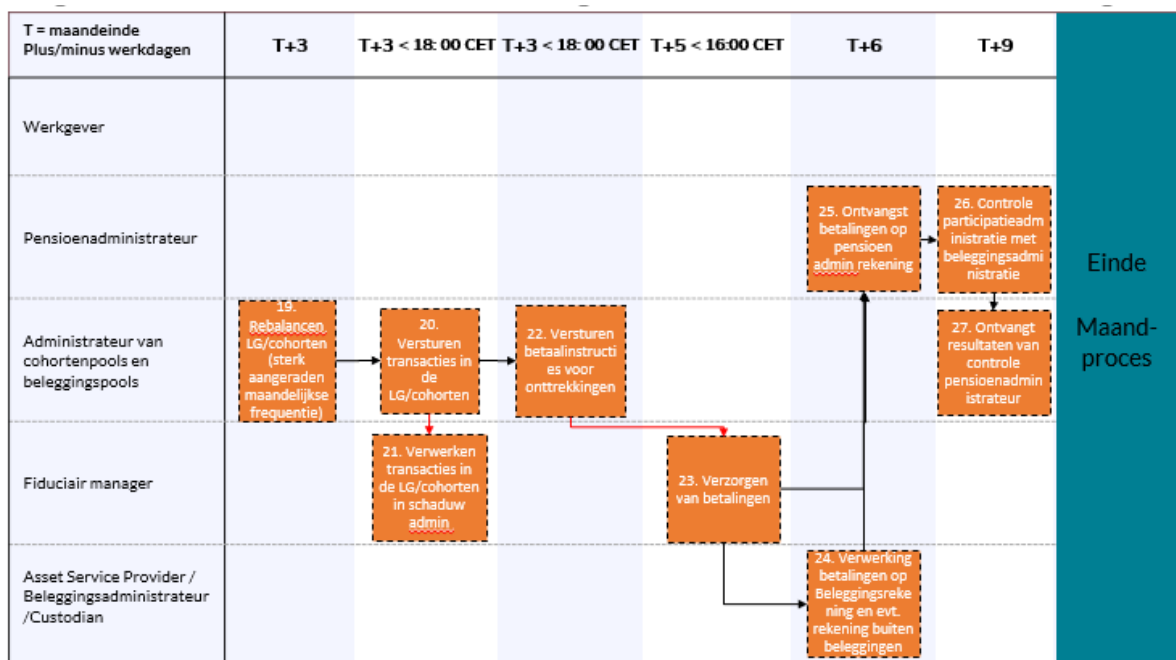 T = maandeinde
Plus/minus werkdagen
T+3
T+3 < 18:00 CET
T+3 < 18:00 CET
T+5 < 16:00 CET
T+6
T+9
Werkgever
Pensioenadministrateur
25. Ontvangst
betalingen op
pensioen
admin rekening
26. Controle
participatieadm
inistratie met
beleggingsadmi
nistratie
Einde
Maand-
proces
Administrateur van
cohortenpools en
beleggingspools
19.
Rebalancen
LG/cohorten
(sterk
aangeraden
maandelijkse
frequentie)
20.
Versturen
transacties in
de LG/cohorten
22. Versturen
betaalinstructi
es voor
onttrekkingen
27. Ontvangt
resultaten van
controle
pensioenadmin
istrateur
Fiduciair manager
21. Verwerken
transacties in
de LG/cohorten
in schaduw
admin
23. Verzorgen
van betalingen
Asset Service Provider /
Beleggingsadministrateur
/Custodian
24. Verwerking
betalingen op
Beleggingsreke
ning en evt.
rekening buiten
beleggingen